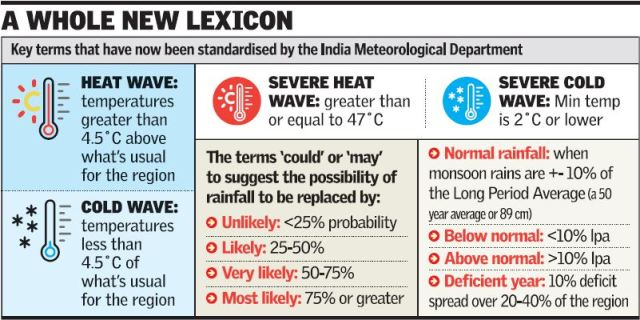 A WHOLE NEW LEXICON
Key terms that have now been standardised by the India Meteorological Department
HEAT WAVE:
temperatures
greater than
4.5˚C above
what's usual
for the region
COLD WAVE:
temperatures
less than
4.5˚C of
what's usual
for the region
SEVERE HEAT
WAVE: greater than
or equal to 47˚C
SEVERE COLD
WAVE: Min temp
is 2˚C or lower
The terms 'could' or 'may'
to suggest the possibility of
rainfall to be replaced by:
Unlikely: <25% probability
Likely: 25-50%
Very likely: 50-75%
Most likely: 75% or greater
Normal rainfall: when
monsoon rains are +- 10% of
the Long Period Average (a 50
year average or 89 cm)
Below normal: <10% lpa
Above normal: >10% lpa
Deficient year: 10% deficit
spread over 20-40% of the region